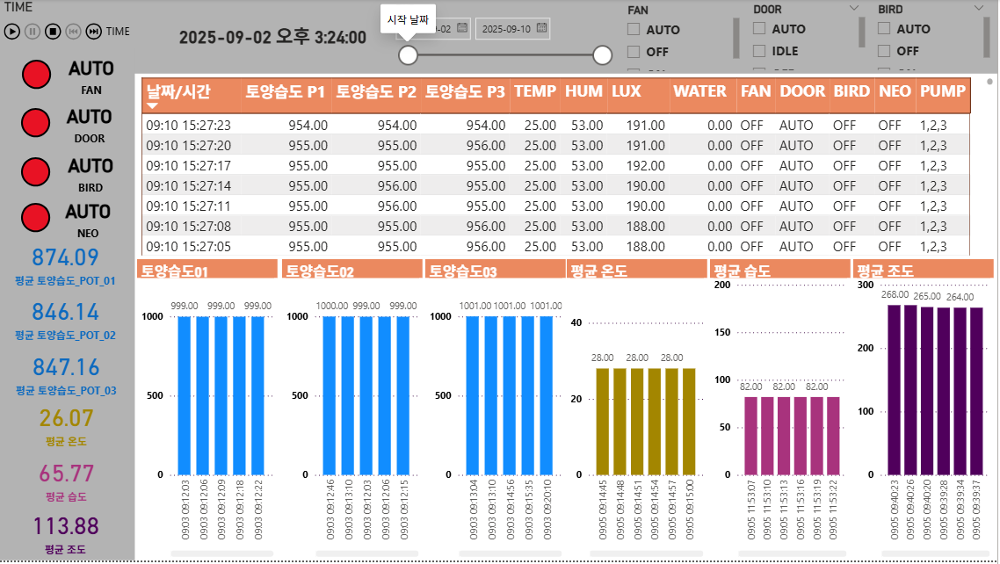 TIME
TIME
2025-09-02 오후 3:24:00
시작 날짜
-02
2025-09-10
FAN
AUTO
OFF
DOOR
AUTO
IDLE
BIRD
AUTO
OFF
AUTO
FAN
AUTO
DOOR
AUTO
BIRD
AUTO
NEO
874.09
평균 토양습도_POT_01
846.14
평균 토양습도_POT_02
847.16
평균 토양습도_POT_03
26.07
평균 온도
65.77
평균 습도
113.88
평균 조도
날짜/시간 토양습도 P1 토양습도 P2 토양습도 P3 TEMP HUM LUX WATER FAN DOOR BIRD NEO PUMP
09:10 15:27:23 954.00 954.00 954.00 25.00 53.00 191.00 0.00 OFF AUTO OFF OFF 1,2,3
09:10 15:27:20 955.00 955.00 956.00 25.00 53.00 191.00 0.00 OFF AUTO OFF OFF 1,2,3
09:10 15:27:17 955.00 955.00 955.00 25.00 53.00 192.00 0.00 OFF AUTO OFF OFF 1,2,3
09:10 15:27:14 955.00 956.00 955.00 25.00 53.00 190.00 0.00 OFF AUTO OFF OFF 1,2,3
09:10 15:27:11 955.00 956.00 955.00 25.00 53.00 190.00 0.00 OFF AUTO OFF OFF 1,2,3
09:10 15:27:08 955.00 955.00 956.00 25.00 53.00 188.00 0.00 OFF AUTO OFF OFF 1,2,3
09:10 15:27:05 955.00 955.00 956.00 25.00 53.00 188.00 0.00 OFF AUTO OFF OFF 1,2,3
토양습도01
999.00 999.00 999.00
1000
500
0
0903 09:12:03
0903 09:12:06
0903 09:12:09
0903 09:12:18
0903 09:12:22
토양습도02
1000.00 999.00 999.00
1000
500
0
0903 09:12:46
0903 09:13:10
0903 09:12:03
0903 09:12:06
0903 09:12:15
토양습도03
1001.00 1001.00 1001.00
1000
500
0
0903 09:13:04
0903 09:13:10
0903 09:14:56
0903 09:15:35
0903 09:20:10
평균 온도
40
28.00 28.00 28.00
20
0
0905 09:14:45
0905 09:14:48
0905 09:14:51
0905 09:14:54
0905 09:14:57
0905 09:15:00
평균 습도
200
150
100
82.00 82.00 82.00
50
0
0905 11:53:07
0905 11:53:10
0905 11:53:13
0905 11:53:16
0905 11:53:19
0905 11:53:22
평균 조도
300
268.00 265.00 264.00
200
100
0
0905 09:40:23
0905 09:40:26
0905 09:40:20
0905 09:39:28
0905 09:39:34
0905 09:39:37